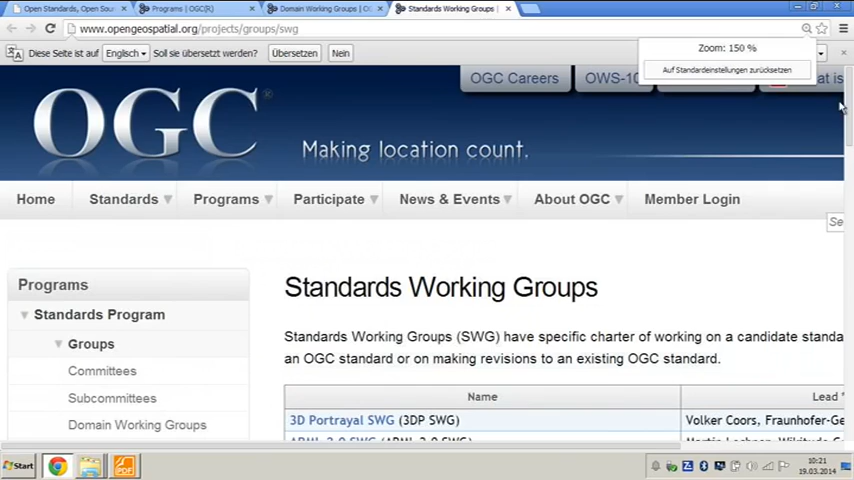 Open Standards, Open Sou
Programs | OGC(R)
Domain Working Groups | O
Standards Working Groups |
www.opengeospatial.org/projects/groups/swg
Diese Seite ist auf Englisch Soll sie übersetzt werden? Übersetzen Nein
Zoom: 150 %
Auf Standardeinstellungen zurücksetzen
OGC Careers OWS-10 at is
OGC
Making location count.
Home Standards Programs Participate News & Events About OGC Member Login
Se
Programs
Standards Program
Groups
Committees
Subcommittees
Domain Working Groups
Standards Working Groups
Standards Working Groups (SWG) have specific charter of working on a candidate standa
an OGC standard or on making revisions to an existing OGC standard.
Name Lead
3D Portrayal SWG (3DP SWG) Volker Coors, Fraunhofer-Ge
Start
10:21
19.03.2014